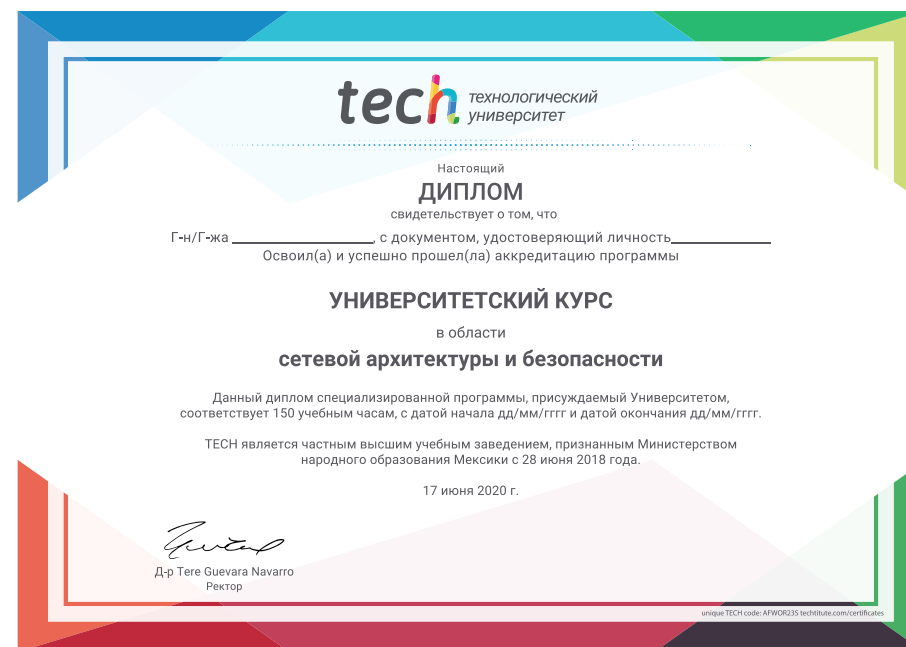 tech технологический
университет
Настоящий
ДИПЛОМ
свидетельствует о том, что
Г-н/Г-жа ____________________, с документом, удостоверяющий личность______________
Освоил(а) и успешно прошел(ла) аккредитацию программы
УНИВЕРСИТЕТСКИЙ КУРС
в области
сетевой архитектуры и безопасности
Данный диплом специализированной программы, присуждаемый Университетом,
соответствует 150 учебным часам, с датой начала дд/мм/гггг и датой окончания дд/мм/гггг.
TECH является частным высшим учебным заведением, признанным Министерством
народного образования Мексики с 28 июня 2018 года.
17 июня 2020 г.
Д-р Tere Guevara Navarro
Ректор
unique TECH code: AFWOR23S techtitute.com/certificates